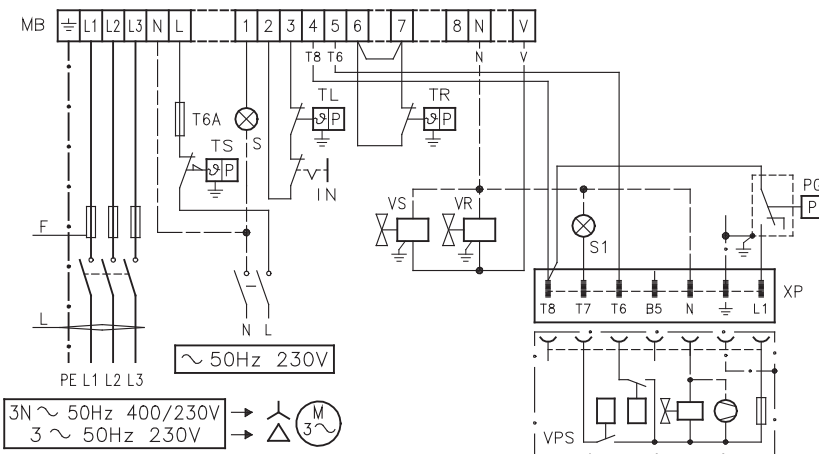 MB L1 L2 L3 N L 1 2 3 4 5 6 7 8 N V
T8 T6 N V
T6A S TL ϑ P TR ϑ P
TS ϑ P
IN
PG
P
VS VR
F
S1
XP
T8 T7 T6 B5 N L1
L
N L
~ 50Hz 230V
PE L1 L2 L3
3N ~ 50Hz 400/230V
3 ~ 50Hz 230V
M
3~
VPS